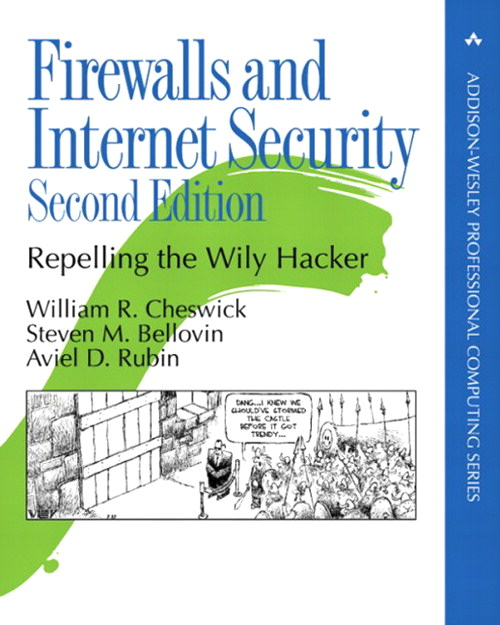 Firewalls and
Internet Security
Second Edition
Repelling the Wily Hacker
William R. Cheswick
Steven M. Bellovin
Aviel D. Rubin
DANG...I KNEW WE
SHOULD'VE STORMED
THE CASTLE
BEFORE IT GOT
TRENDY...
ADDISON-WESLEY PROFESSIONAL COMPUTING SERIES